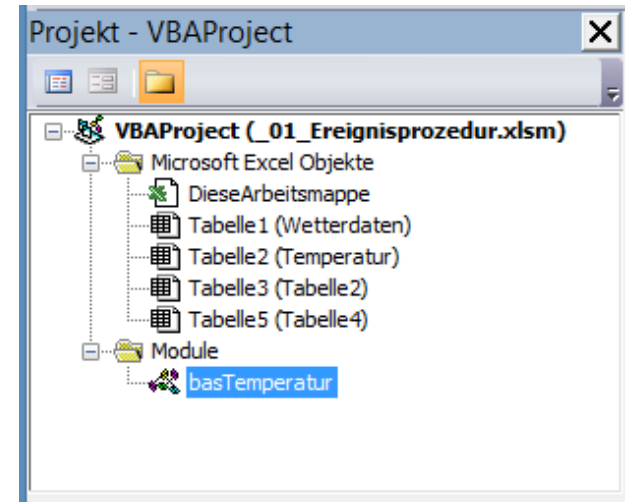 Projekt - VBAProject
VBAProject (_01_Ereignisprozedur.xlsm)
Microsoft Excel Objekte
DieseArbeitsmappe
Tabelle1 (Wetterdaten)
Tabelle2 (Temperatur)
Tabelle3 (Tabelle2)
Tabelle5 (Tabelle4)
Module
basTemperatur